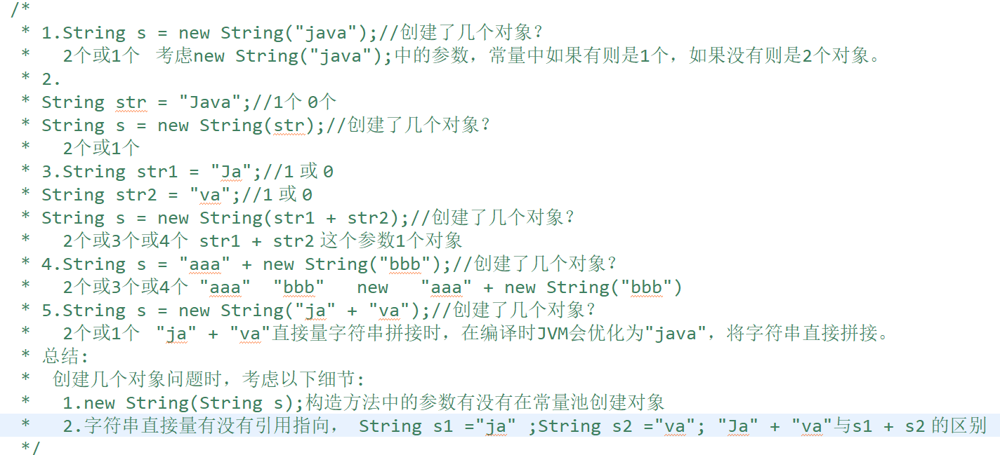 /*
* 1.String s = new String("java");//创建了几个对象?
*   2个或1个  考虑new String("java");中的参数，常量中如果有则是1个，如果没有则是2个对象。
* 2.
* String str = "Java";//1个 0个
* String s = new String(str);//创建了几个对象?
*   2个或1个
* 3.String str1 = "Ja";//1 或 0
* String str2 = "va";//1 或 0
* String s = new String(str1 + str2);//创建了几个对象?
*   2个或3个或4个 str1 + str2 这个参数1个对象
* 4.String s = "aaa" + new String("bbb");//创建了几个对象?
*   2个或3个或4个 "aaa"  "bbb"   new   "aaa" + new String("bbb")
* 5.String s = new String("ja" + "va");//创建了几个对象?
*   2个或1个  "ja" + "va"直接量字符串拼接时，在编译时JVM会优化为"java"，将字符串直接拼接。
* 总结:
*  创建几个对象问题时，考虑以下细节:
*   1.new String(String s);构造方法中的参数有没有在常量池创建对象
*   2.字符串直接量有没有引用指向， String s1 ="ja" ;String s2 ="va"; "Ja" + "va"与s1 + s2 的区别
*/